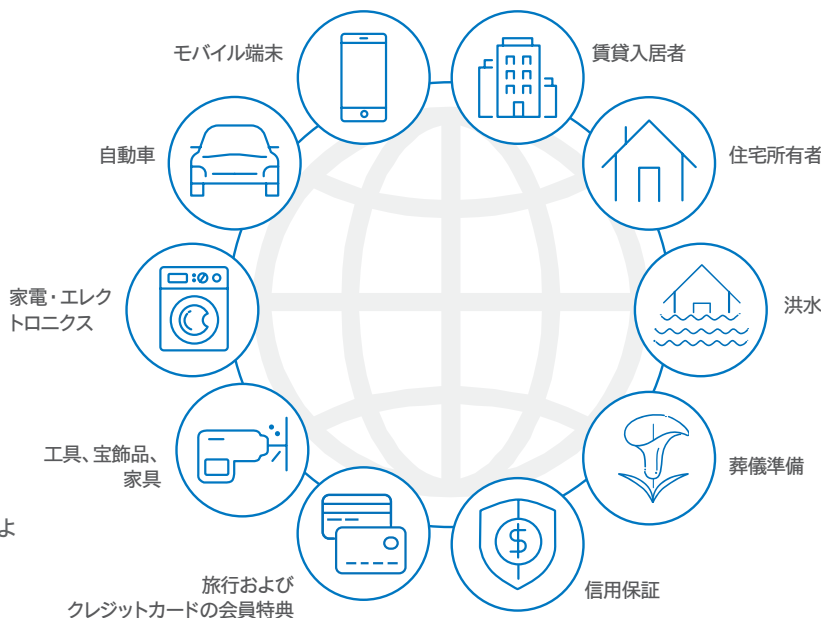 モバイル端末
賃貸入居者
自動車
住宅所有者
家電・エレク
トロニクス
洪水
工具、宝飾品、
家具
葬儀準備
よ
旅行および
クレジットカードの会員特典
信用保証
$